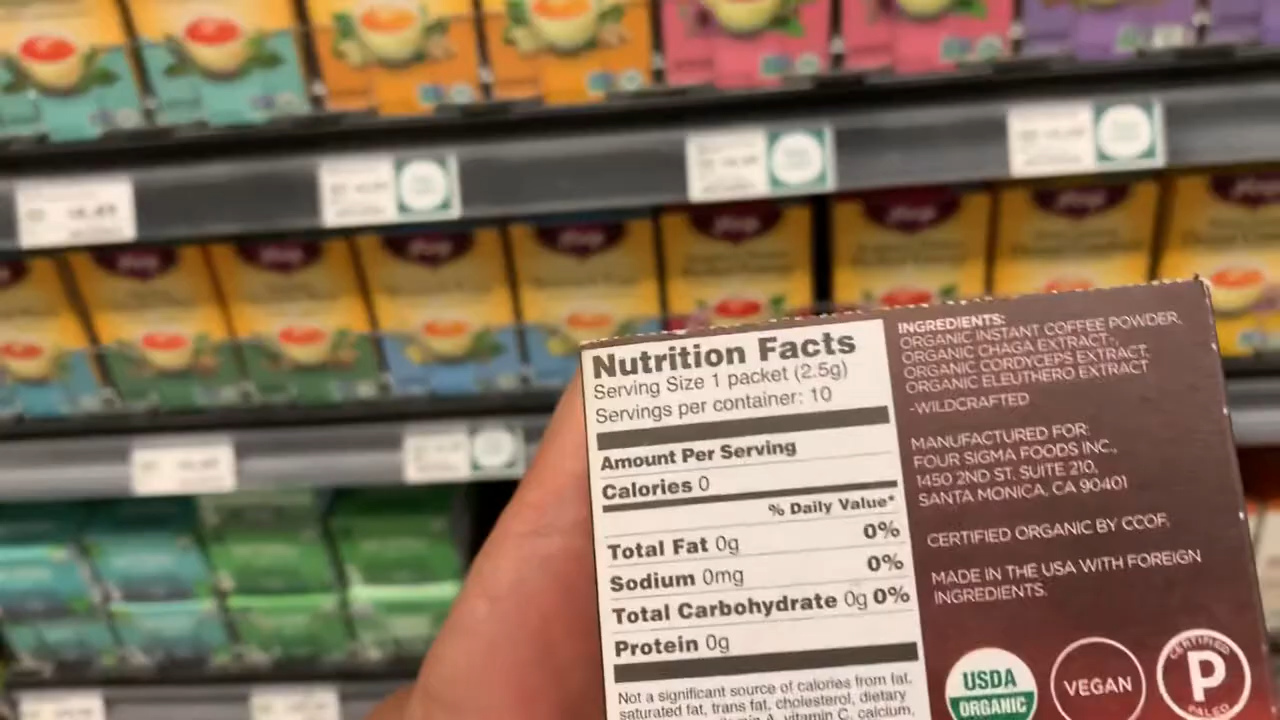 Nutrition Facts
Serving Size 1 packet (2.5g)
Servings per container: 10
Amount Per Serving
Calories 0
% Daily Value*
Total Fat 0g 0%
Sodium 0mg 0%
Total Carbohydrate 0g 0%
Protein 0g
Not a significant source of calories from fat,
saturated fat, trans fat, cholesterol, dietary
vitamin A, vitamin C, calcium,
INGREDIENTS:
ORGANIC INSTANT COFFEE POWDER,
ORGANIC CHAGA EXTRACT-,
ORGANIC CORDYCEPS EXTRACT,
ORGANIC ELEUTHERO EXTRACT
-WILDCRAFTED
MANUFACTURED FOR:
FOUR SIGMA FOODS INC.,
1450 2ND ST. SUITE 210,
SANTA MONICA, CA 90401
CERTIFIED ORGANIC BY CCOF.
MADE IN THE USA WITH FOREIGN
INGREDIENTS.
USDA
ORGANIC
VEGAN
CERTIFIED
P
PALEO